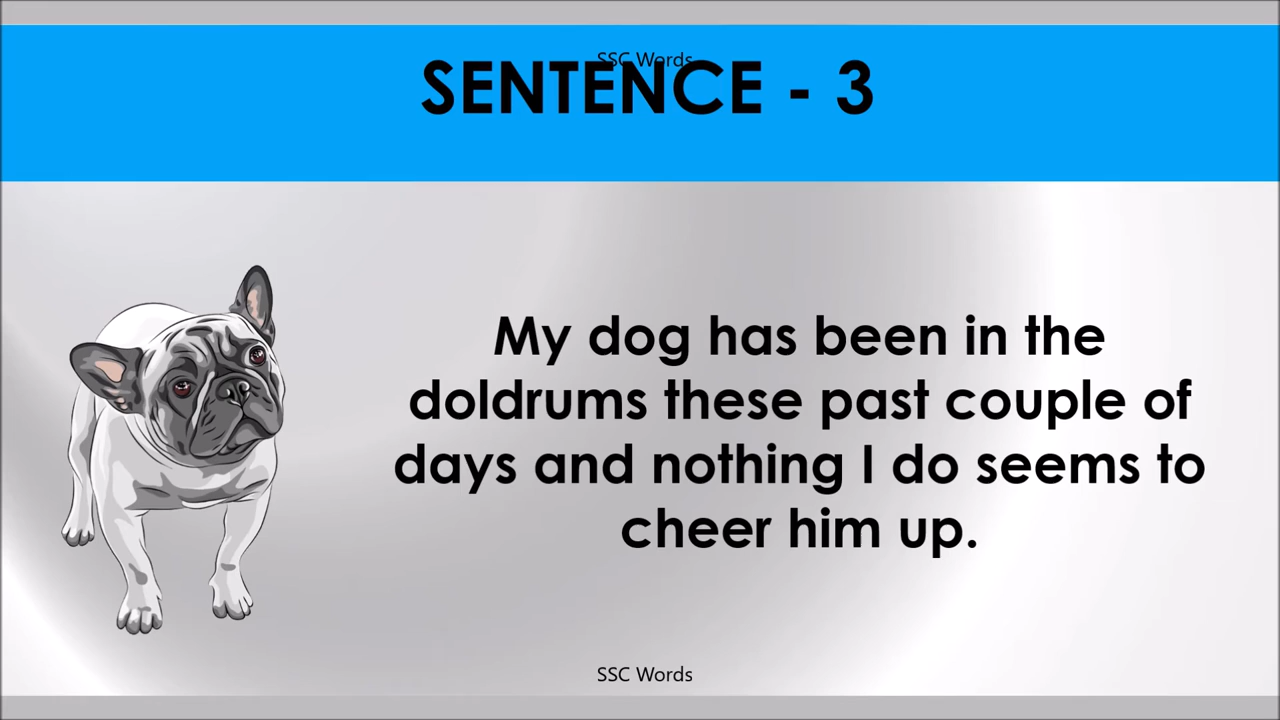 SSC Words
SENTENCE - 3
My dog has been in the
doldrums these past couple of
days and nothing I do seems to
cheer him up.
SSC Words